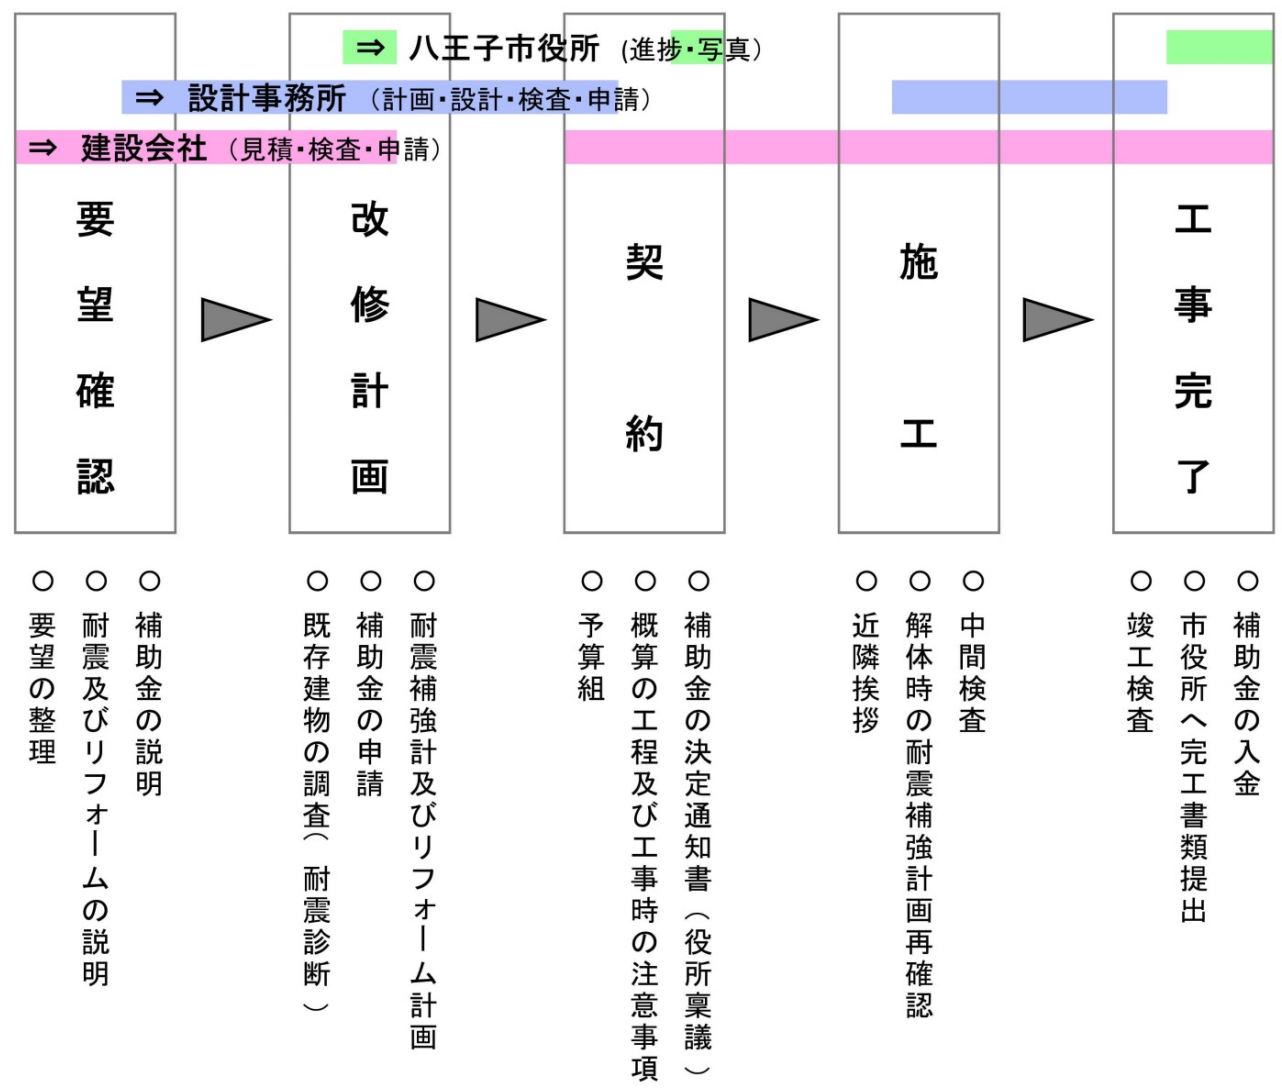 ⇒ 八王子市役所 (進捗・写真）
⇒ 設計事務所 （計画・設計・検査・申請）
⇒ 建設会社 （見積・検査・申請）
要望確認
改修計画
契約
施工
工事完了
○ 要望の整理
○ 耐震及びリフォームの説明
○ 補助金の説明
○ 既存建物の調査（耐震診断）
○ 補助金の申請
○ 耐震補強計及びリフォーム計画
○ 予算組
○ 概算の工程及び工事時の注意事項
○ 補助金の決定通知書（役所稟議）
○ 近隣挨拶
○ 解体時の耐震補強計画再確認
○ 中間検査
○ 竣工検査
○ 市役所へ完工書類提出
○ 補助金の入金